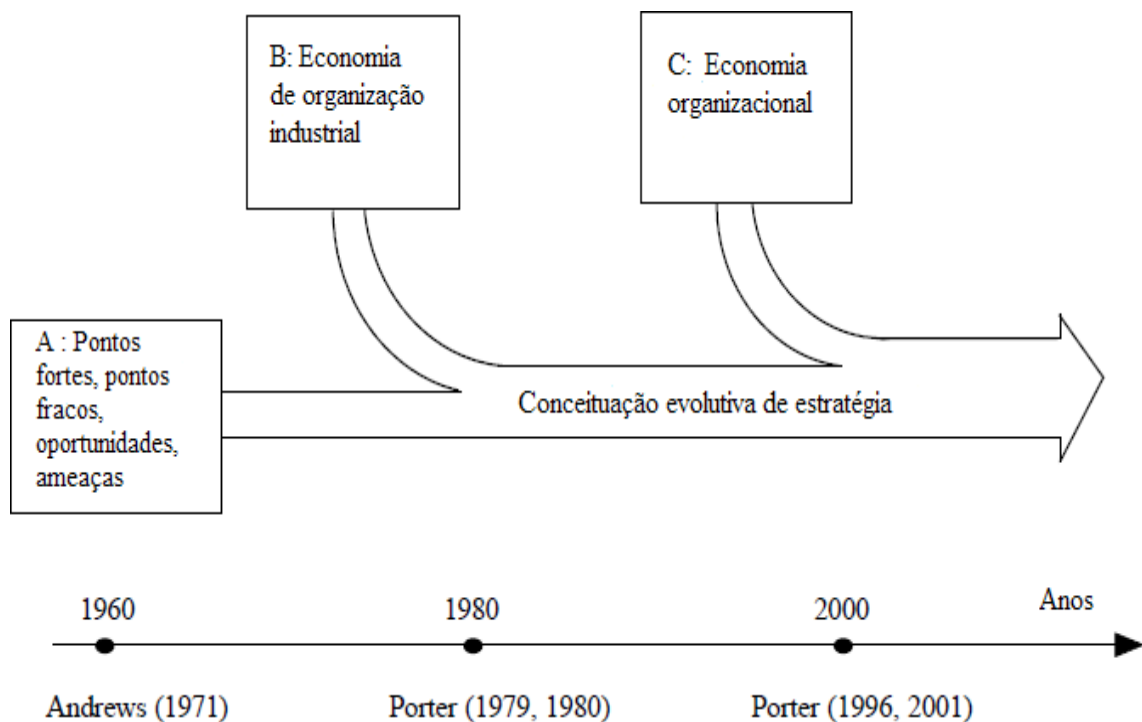 B: Economia
de organização
industrial
C: Economia
organizacional
A : Pontos
fortes, pontos
fracos,
oportunidades,
ameaças
Conceituação evolutiva de estratégia
1960
1980
2000
Anos
Andrews (1971)
Porter (1979, 1980)
Porter (1996, 2001)